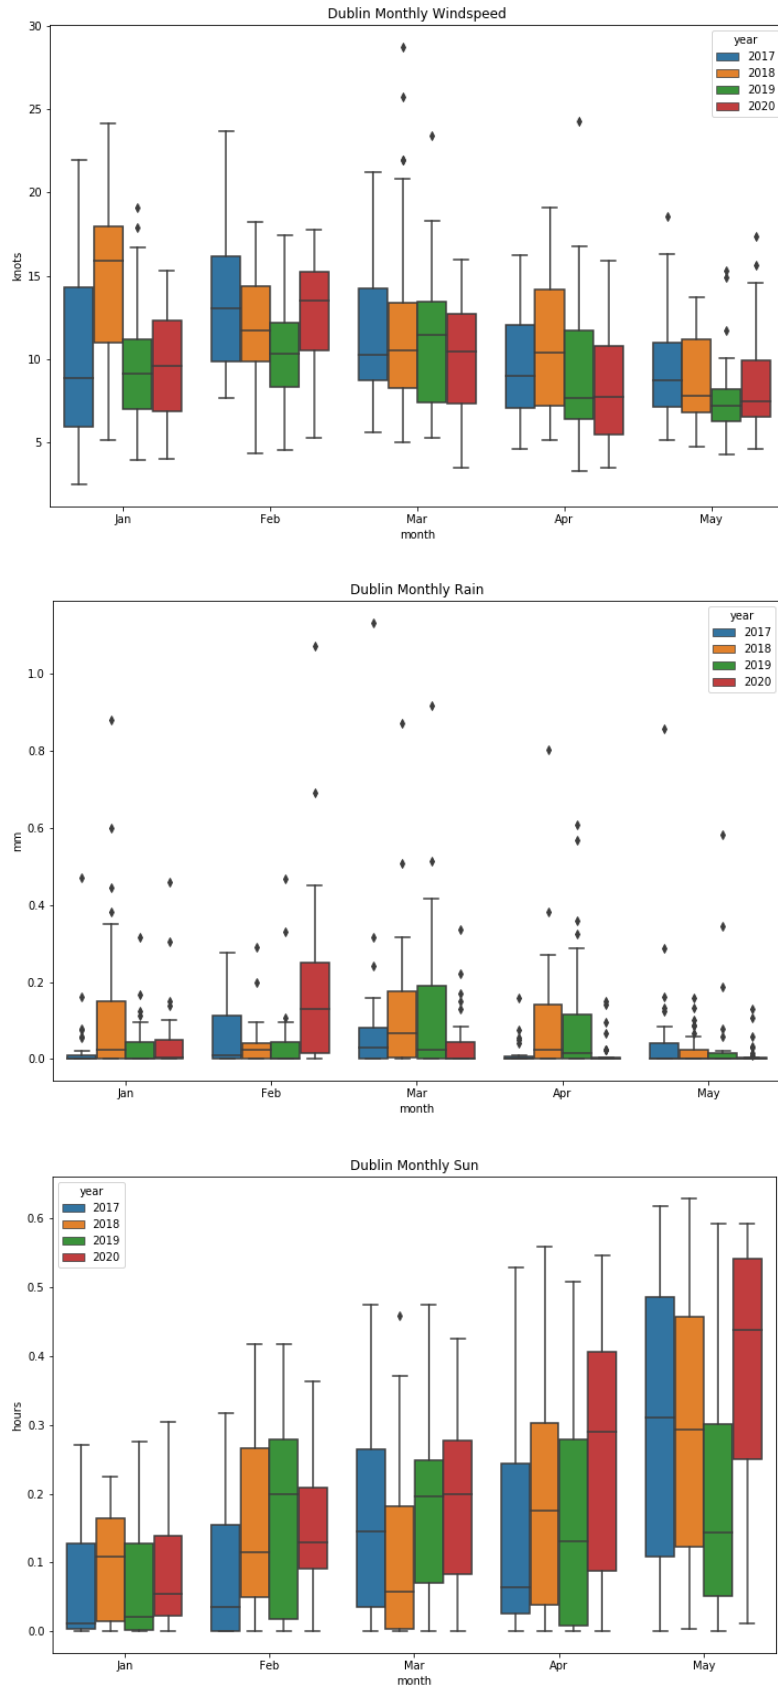 Dublin Monthly Windspeed
30
25
20
15
10
5
knots
year
2017
2018
2019
2020
Jan Feb Mar Apr May
month
Dublin Monthly Rain
1.0
0.8
0.6
0.4
0.2
0.0
mm
year
2017
2018
2019
2020
Jan Feb Mar Apr May
month
Dublin Monthly Sun
0.6
0.5
0.4
0.3
0.2
0.1
0.0
hours
year
2017
2018
2019
2020
Jan Feb Mar Apr May
month